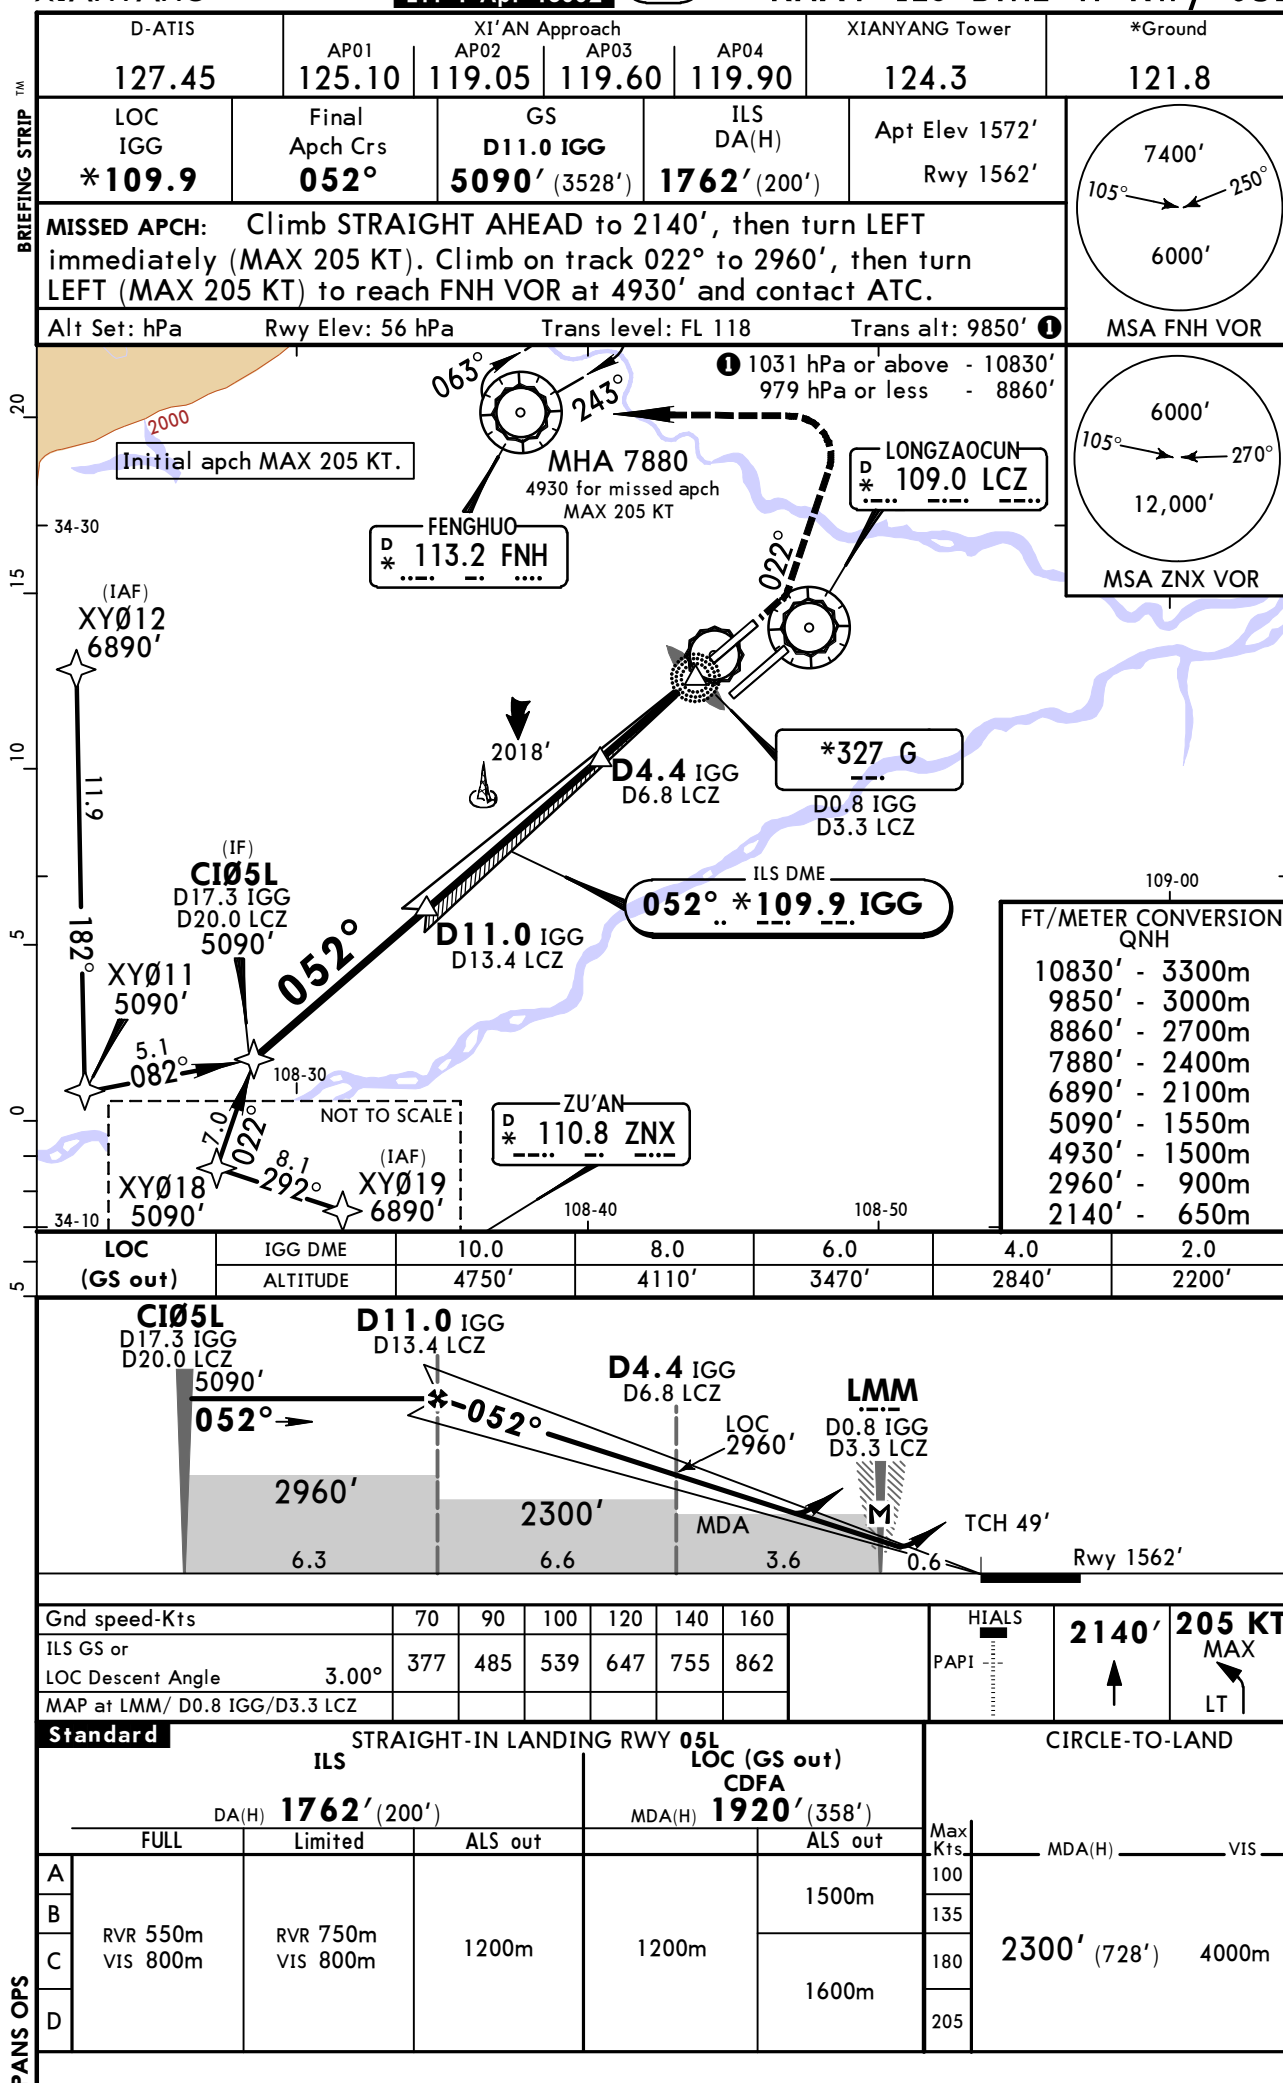 D-ATIS
127.45
XI'AN Approach
AP01 AP02 AP03 AP04
125.10 119.05 119.60 119.90
XIANYANG Tower
124.3
*Ground
121.8
BRIEFING STRIP TM
LOC
IGG
*109.9
Final
Apch Crs
052°
GS
D11.0 IGG
5090' (3528')
ILS
DA(H)
1762' (200')
Apt Elev 1572'
Rwy 1562'
7400'
105° 250°
6000'
MSA FNH VOR
MISSED APCH: Climb STRAIGHT AHEAD to 2140', then turn LEFT
immediately (MAX 205 KT). Climb on track 022° to 2960', then turn
LEFT (MAX 205 KT) to reach FNH VOR at 4930' and contact ATC.
Alt Set: hPa Rwy Elev: 56 hPa Trans level: FL 118 Trans alt: 9850' 1
1 1031 hPa or above - 10830'
979 hPa or less - 8860'
6000'
105° 270°
12,000'
MSA ZNX VOR
063°
243°
2000
Initial apch MAX 205 KT.
MHA 7880
4930 for missed apch
MAX 205 KT
LONGZAOCUN
D
* 109.0 LCZ
FENGHUO
D
* 113.2 FNH
022°
20
15
10
5
0
5
34-30
(IAF)
XYØ12
6890'
11.9
182°
2018'
D4.4 IGG
D6.8 LCZ
*327 G
D0.8 IGG
D3.3 LCZ
(IF)
CIØ5L
D17.3 IGG
D20.0 LCZ
5090'
052°
D11.0 IGG
D13.4 LCZ
ILS DME
052° *109.9 IGG
109-00
XYØ11
5090'
5.1
082°
108-30
NOT TO SCALE
7.0
022°
8.1
292°
XYØ18
5090'
(IAF)
XYØ19
6890'
34-10
ZU'AN
D
* 110.8 ZNX
108-40
108-50
FT/METER CONVERSION
QNH
10830' - 3300m
9850' - 3000m
8860' - 2700m
7880' - 2400m
6890' - 2100m
5090' - 1550m
4930' - 1500m
2960' - 900m
2140' - 650m
LOC
(GS out)
IGG DME 10.0 8.0 6.0 4.0 2.0
ALTITUDE 4750' 4110' 3470' 2840' 2200'
CIØ5L
D17.3 IGG
D20.0 LCZ
5090'
052°
D11.0 IGG
D13.4 LCZ
052°
D4.4 IGG
D6.8 LCZ
LOC
2960'
LMM
D0.8 IGG
D3.3 LCZ
M
2960'
2300'
MDA
TCH 49'
6.3 6.6 3.6 0.6
Rwy 1562'
Gnd speed-Kts 70 90 100 120 140 160
ILS GS or
LOC Descent Angle 3.00° 377 485 539 647 755 862
MAP at LMM/ D0.8 IGG/D3.3 LCZ
HIALS
PAPI
2140'
205 KT
MAX
LT
Standard
STRAIGHT-IN LANDING RWY 05L
CIRCLE-TO-LAND
ILS
DA(H) 1762' (200')
LOC (GS out)
CDFA
MDA(H) 1920' (358')
FULL Limited ALS out ALS out
Max
Kts MDA(H) VIS
A
B
C
D
RVR 550m
VIS 800m
RVR 750m
VIS 800m
1200m
1200m
1500m
1600m
100
135
180
205
2300' (728') 4000m
PANS OPS